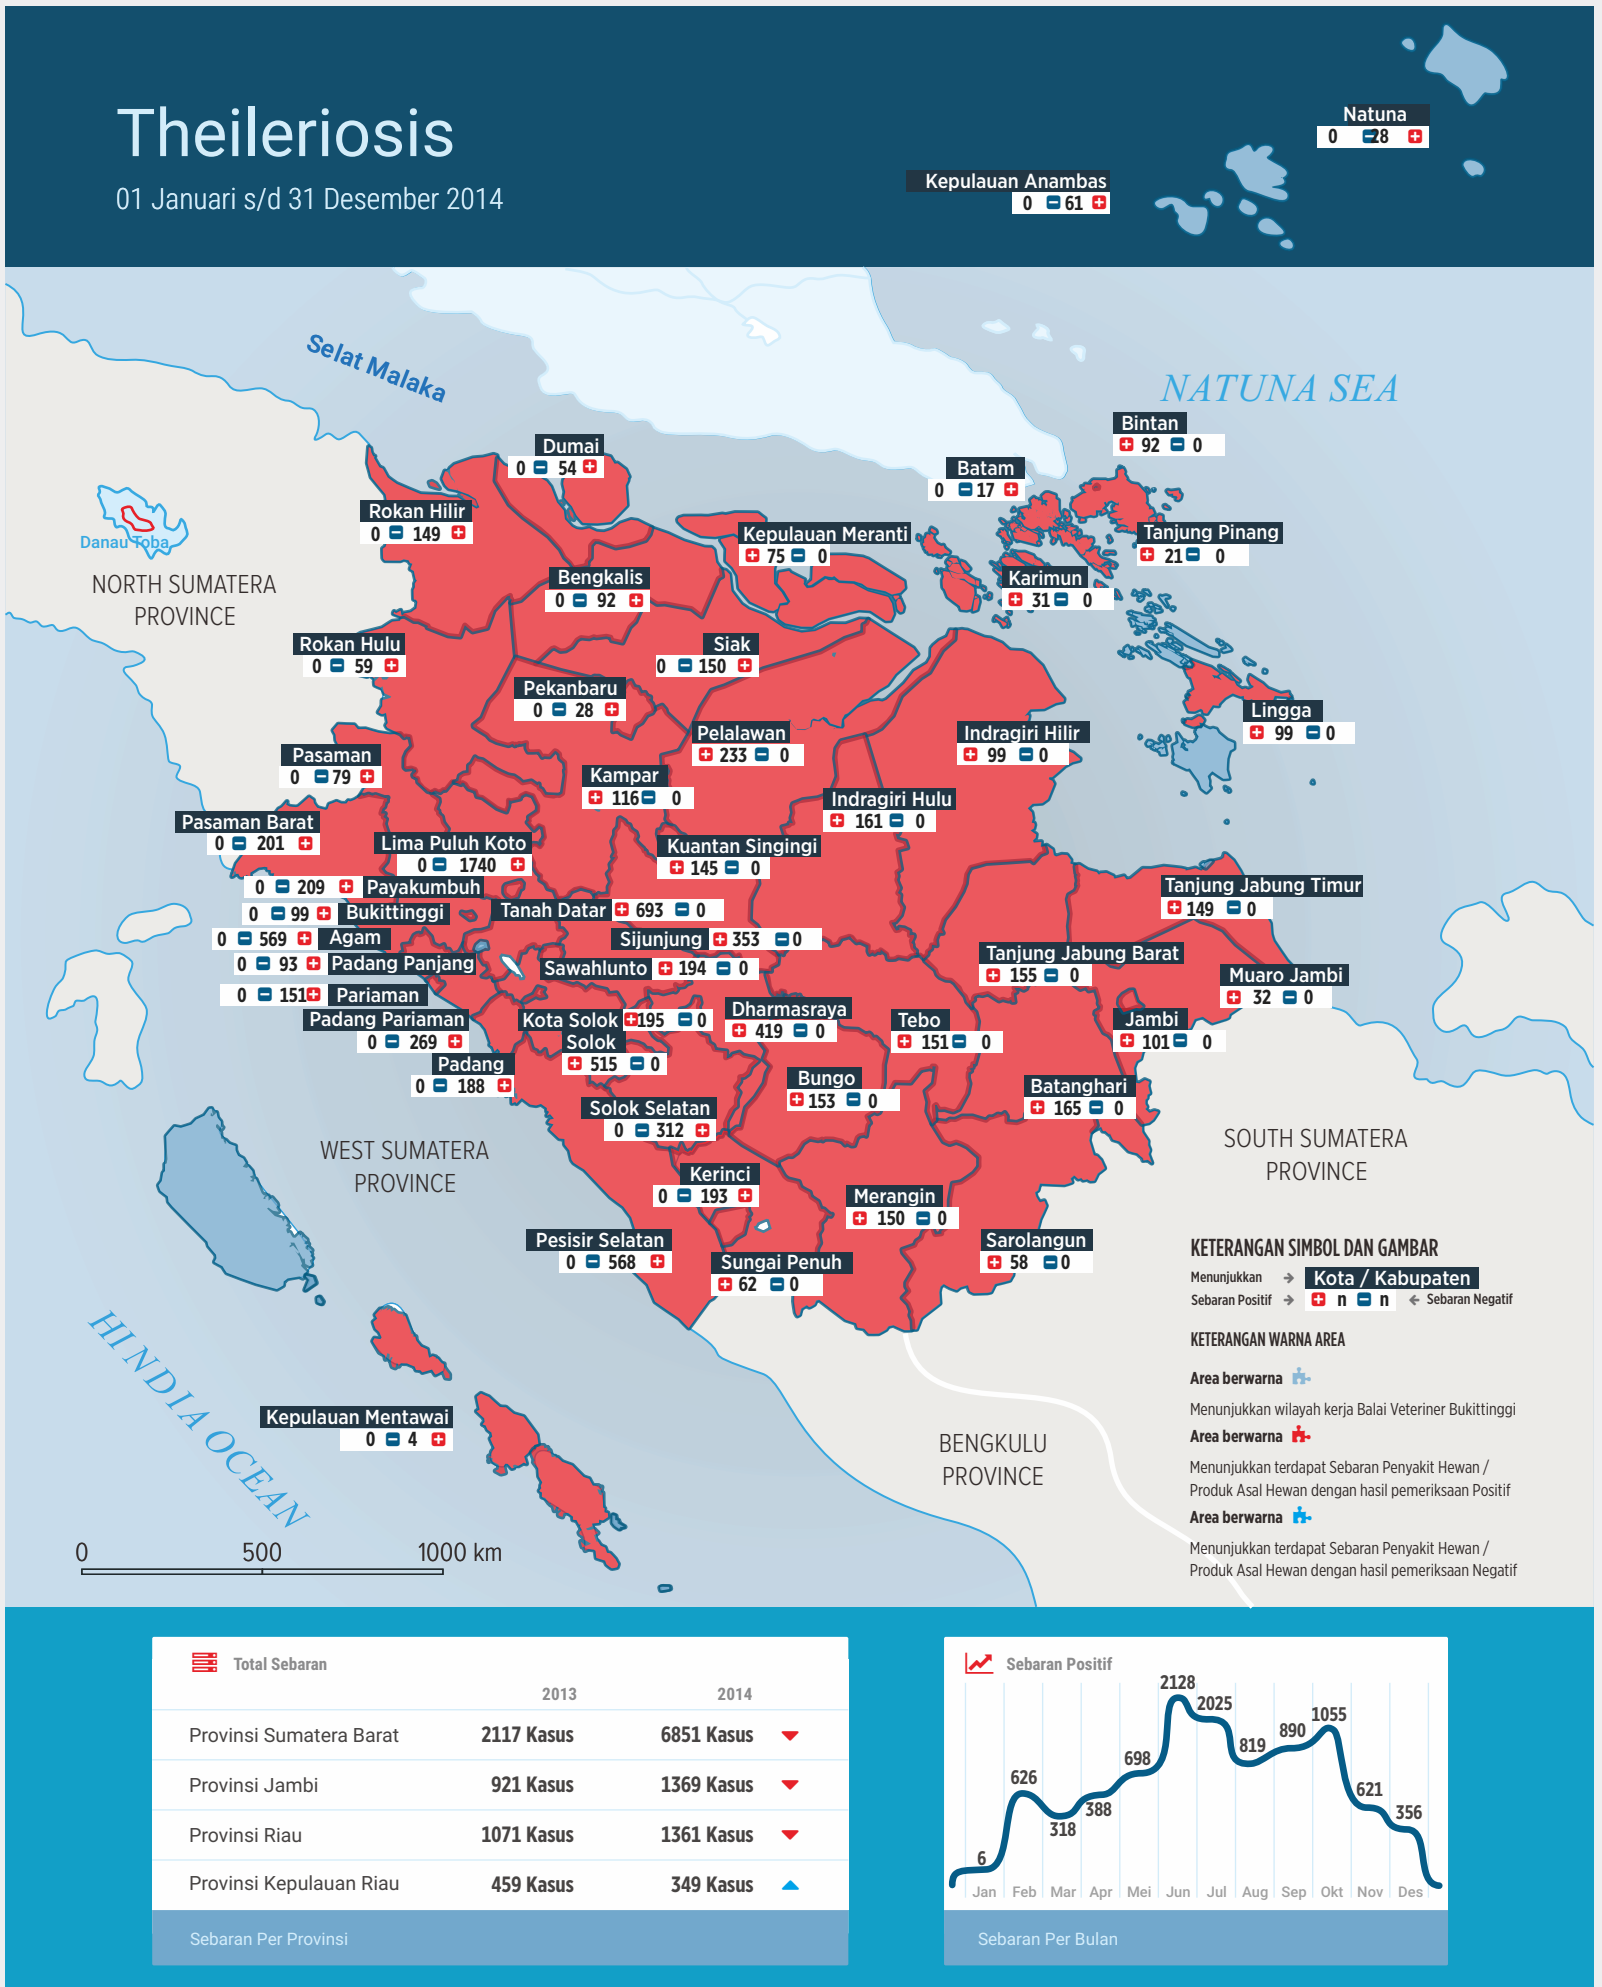 Theileriosis
01 Januari s/d 31 Desember 2014
Natuna
0 28
Kepulauan Anambas
0 61
Selat Malaka
NATUNA SEA
Bintan
92 0
Dumai
0 54
Batam
0 17
Rokan Hilir
0 149
Kepulauan Meranti
75 0
Tanjung Pinang
21 0
Danau Toba
NORTH SUMATERA
PROVINCE
Bengkalis
0 92
Karimun
31 0
Rokan Hulu
0 59
Siak
0 150
Pekanbaru
0 28
Lingga
99 0
Pelalawan
233 0
Indragiri Hilir
99 0
Pasaman
0 79
Kampar
116 0
Indragiri Hulu
161 0
Pasaman Barat
0 201
Lima Puluh Koto
0 1740
Kuantan Singingi
145 0
0 209 Payakumbuh
Tanjung Jabung Timur
149 0
0 99 Bukittinggi
Tanah Datar 693 0
0 569 Agam
Sijunjung 353 0
0 93 Padang Panjang
Sawahlunto 194 0
Tanjung Jabung Barat
155 0
Muaro Jambi
32 0
0 151 Pariaman
Padang Pariaman
0 269
Kota Solok 195 0
Dharmasraya
419 0
Tebo
151 0
Jambi
101 0
Solok
515 0
Padang
0 188
Bungo
153 0
Batanghari
165 0
Solok Selatan
0 312
WEST SUMATERA
PROVINCE
SOUTH SUMATERA
PROVINCE
Kerinci
0 193
Merangin
150 0
Pesisir Selatan
0 568
Sarolangun
58 0
Sungai Penuh
62 0
KETERANGAN SIMBOL DAN GAMBAR
Menunjukkan Kota / Kabupaten
Sebaran Positif n n Sebaran Negatif
KETERANGAN WARNA AREA
Area berwarna
Menunjukkan wilayah kerja Balai Veteriner Bukittinggi
Area berwarna
Menunjukkan terdapat Sebaran Penyakit Hewan /
Produk Asal Hewan dengan hasil pemeriksaan Positif
Area berwarna
Menunjukkan terdapat Sebaran Penyakit Hewan /
Produk Asal Hewan dengan hasil pemeriksaan Negatif
HINDIA OCEAN
Kepulauan Mentawai
0 4
BENGKULU
PROVINCE
0 500 1000 km
Total Sebaran
2013 2014
Provinsi Sumatera Barat 2117 Kasus 6851 Kasus
Provinsi Jambi 921 Kasus 1369 Kasus
Provinsi Riau 1071 Kasus 1361 Kasus
Provinsi Kepulauan Riau 459 Kasus 349 Kasus
Sebaran Per Provinsi
Sebaran Positif
6 626 318 388 698 2128 2025 819 890 1055 621 356
Jan Feb Mar Apr Mei Jun Jul Aug Sep Okt Nov Des
Sebaran Per Bulan